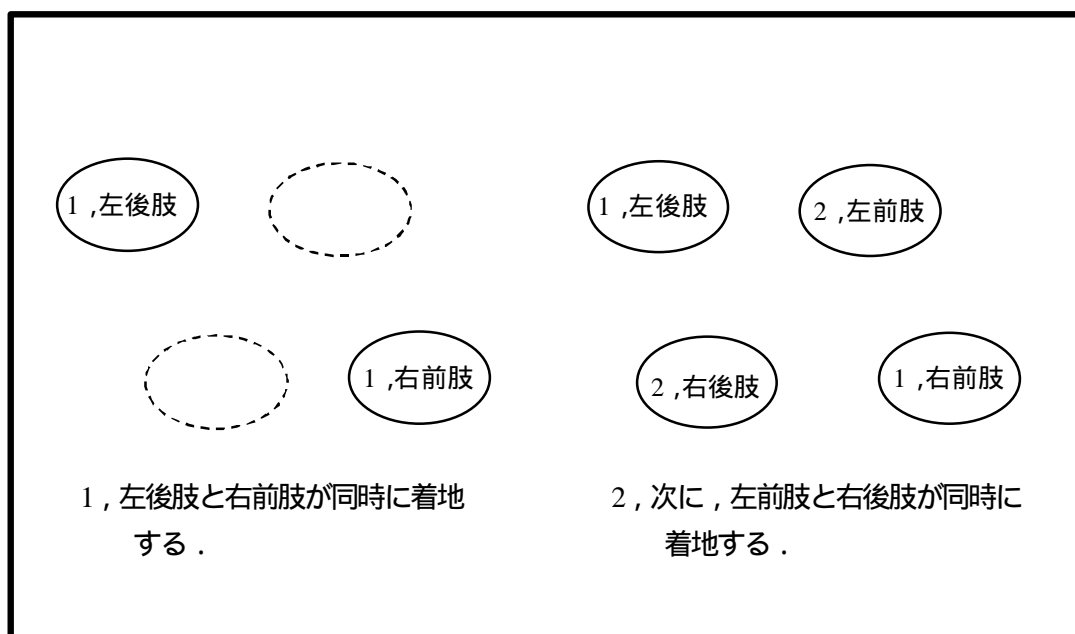 1 ,左後肢
1 ,左後肢
2 ,左前肢
1 ,右前肢
2 ,右後肢
1 ,右前肢
1 , 左後肢と右前肢が同時に着地
する .
2 , 次に , 左前肢と右後肢が同時に
着地する .